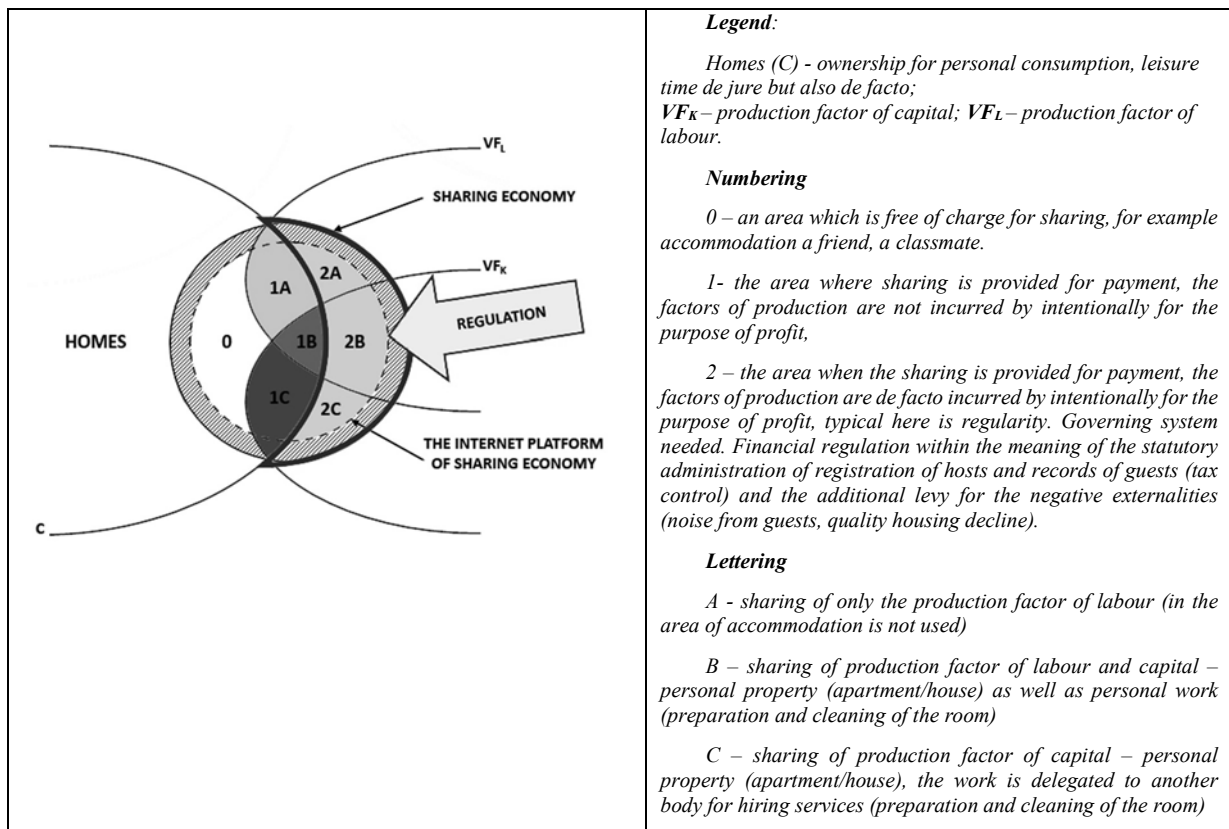 VF_L
SHARING ECONOMY
VF_K
2A
1A
REGULATION
HOMES
0
1B
2B
1C
2C
THE INTERNET PLATFORM
OF SHARING ECONOMY
C
Legend:
Homes (C) - ownership for personal consumption, leisure
time de jure but also de facto;
VF_K – production factor of capital; VF_L – production factor of
labour.
Numbering
0 – an area which is free of charge for sharing, for example
accommodation a friend, a classmate.
1- the area where sharing is provided for payment, the
factors of production are not incurred by intentionally for the
purpose of profit,
2 – the area when the sharing is provided for payment, the
factors of production are de facto incurred by intentionally for the
purpose of profit, typical here is regularity. Governing system
needed. Financial regulation within the meaning of the statutory
administration of registration of hosts and records of guests (tax
control) and the additional levy for the negative externalities
(noise from guests, quality housing decline).
Lettering
A - sharing of only the production factor of labour (in the
area of accommodation is not used)
B – sharing of production factor of labour and capital –
personal property (apartment/house) as well as personal work
(preparation and cleaning of the room)
C – sharing of production factor of capital – personal
property (apartment/house), the work is delegated to another
body for hiring services (preparation and cleaning of the room)